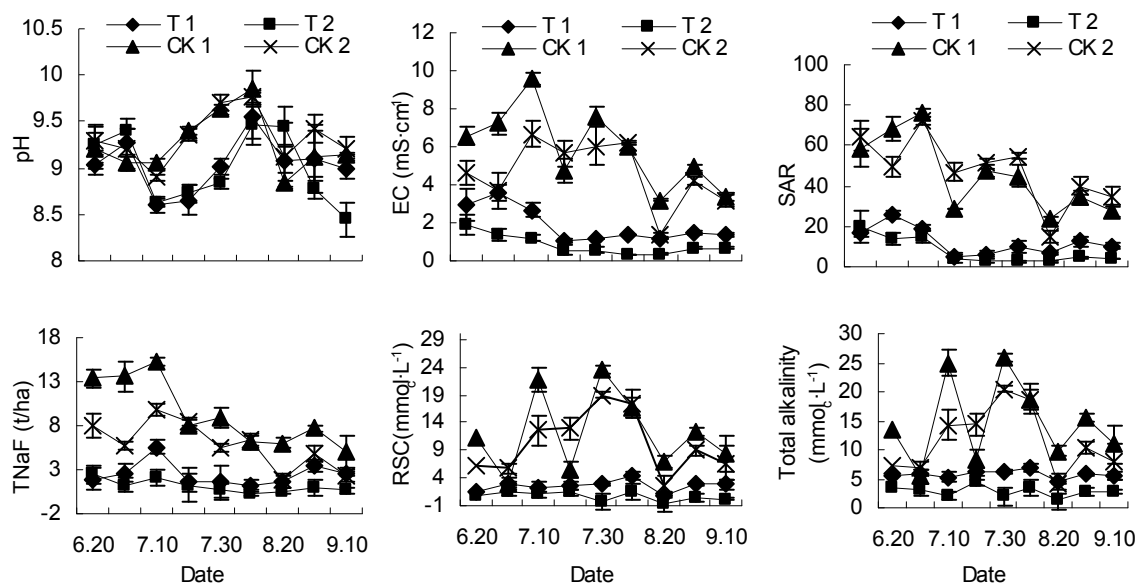 T 1 T 2
CK 1 CK 2
10.5
10
9.5
9
8.5
8
pH
T 1 T 2
CK 1 CK 2
12
10
8
6
4
2
0
EC (mS·cm¹)
T 1 T 2
CK 1 CK 2
100
80
60
40
20
0
SAR
18
13
8
3
-2
TNaF (t/ha)
6.20 7.10 7.30 8.20 9.10
Date
29
24
19
14
9
4
-1
RSC(mmolc·L-1)
6.20 7.10 7.30 8.20 9.10
Date
30
25
20
15
10
5
0
Total alkalinity
(mmolc·L-1)
6.20 7.10 7.30 8.20 9.10
Date